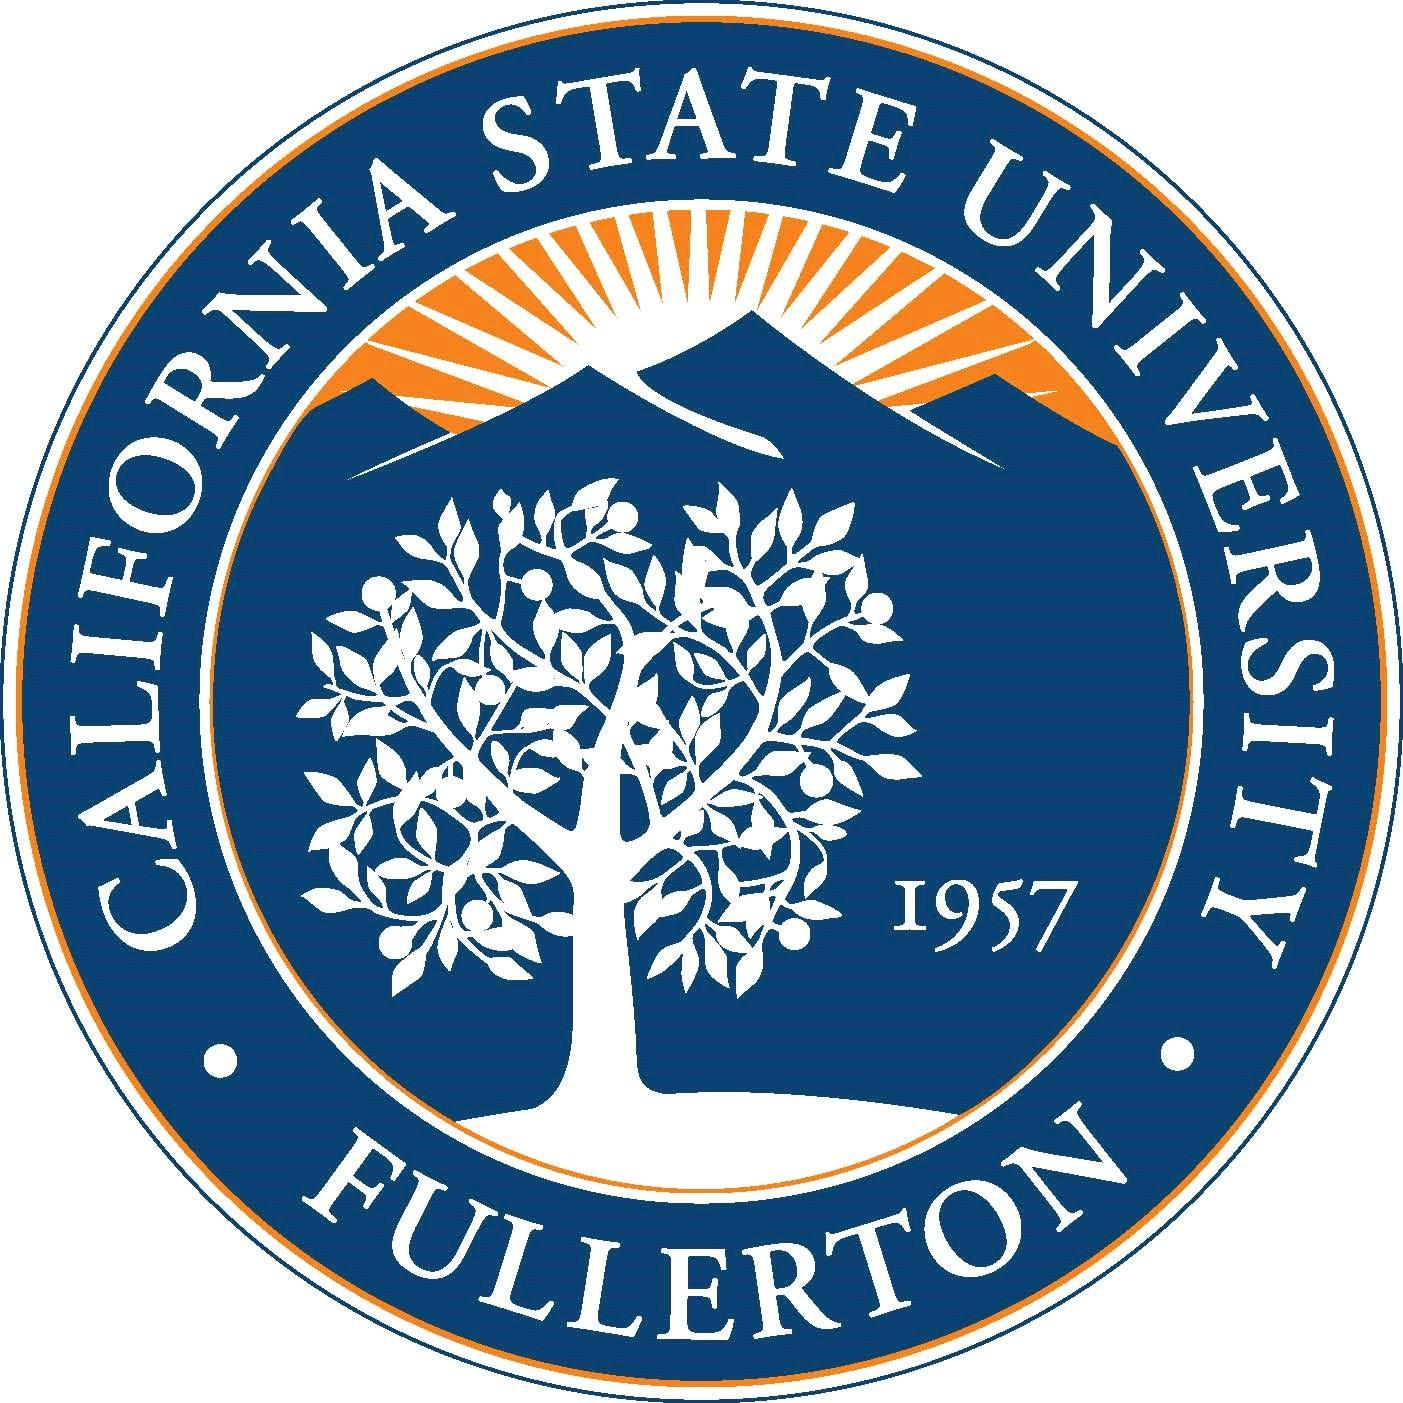 CALIFORNIA STATE UNIVERSITY
1957
• FULLERTON •